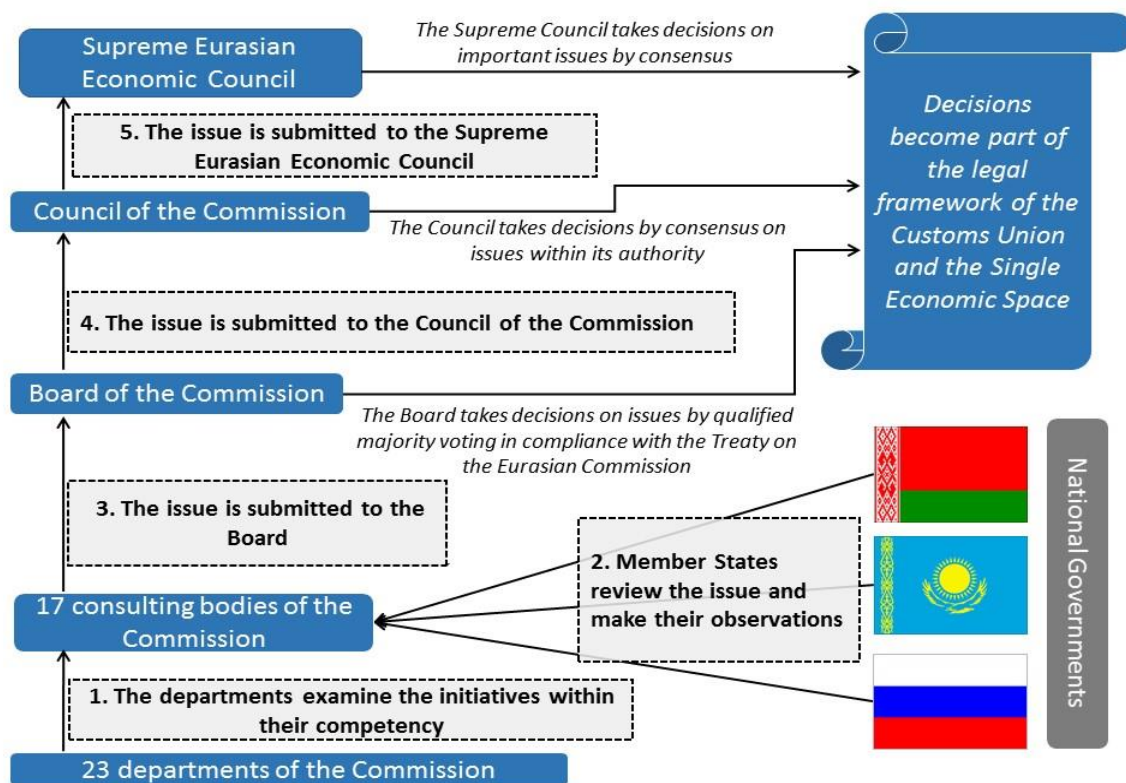 Supreme Eurasian
Economic Council
The Supreme Council takes decisions on
important issues by consensus
Decisions
become part of
the legal
framework of the
Customs Union
and the Single
Economic Space
5. The issue is submitted to the Supreme
Eurasian Economic Council
Council of the Commission
The Council takes decisions by consensus on
issues within its authority
4. The issue is submitted to the Council of the Commission
Board of the Commission
The Board takes decisions on issues by qualified
majority voting in compliance with the Treaty on
the Eurasian Commission
3. The issue is submitted to the
Board
2. Member States
review the issue and
make their observations
National Governments
17 consulting bodies of the
Commission
1. The departments examine the initiatives within
their competency
23 departments of the Commission